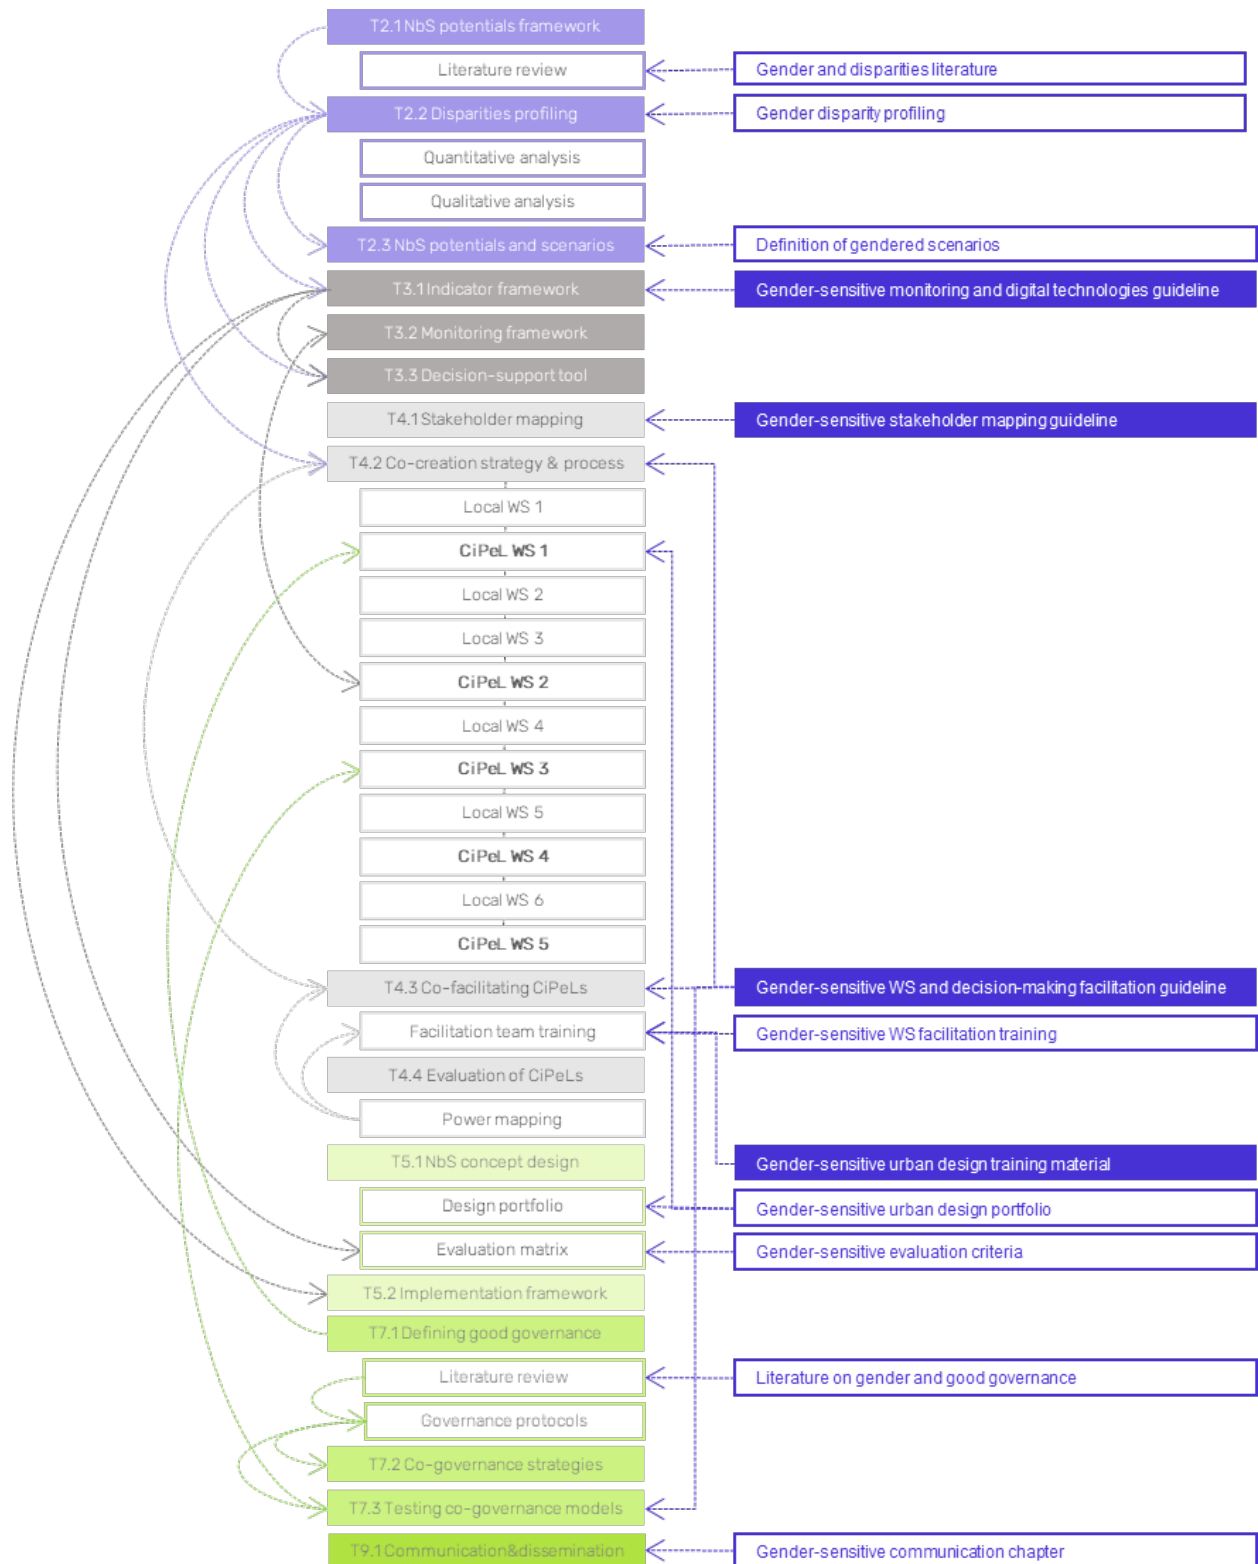 T2.1 NbS potentials framework
Literature review
Gender and disparities literature
T2.2 Disparities profiling
Gender disparity profiling
Quantitative analysis
Qualitative analysis
T2.3 NbS potentials and scenarios
Definition of gendered scenarios
T3.1 Indicator framework
Gender-sensitive monitoring and digital technologies guideline
T3.2 Monitoring framework
T3.3 Decision-support tool
T4.1 Stakeholder mapping
Gender-sensitive stakeholder mapping guideline
T4.2 Co-creation strategy & process
Local WS 1
CiPeL WS 1
Local WS 2
Local WS 3
CiPeL WS 2
Local WS 4
CiPeL WS 3
Local WS 5
CiPeL WS 4
Local WS 6
CiPeL WS 5
T4.3 Co-facilitating CiPeLs
Gender-sensitive WS and decision-making facilitation guideline
Facilitation team training
Gender-sensitive WS facilitation training
T4.4 Evaluation of CiPeLs
Power mapping
T5.1 NbS concept design
Gender-sensitive urban design training material
Design portfolio
Gender-sensitive urban design portfolio
Evaluation matrix
Gender-sensitive evaluation criteria
T5.2 Implementation framework
T7.1 Defining good governance
Literature review
Literature on gender and good governance
Governance protocols
T7.2 Co-governance strategies
T7.3 Testing co-governance models
T9.1 Communication&dissemination
Gender-sensitive communication chapter